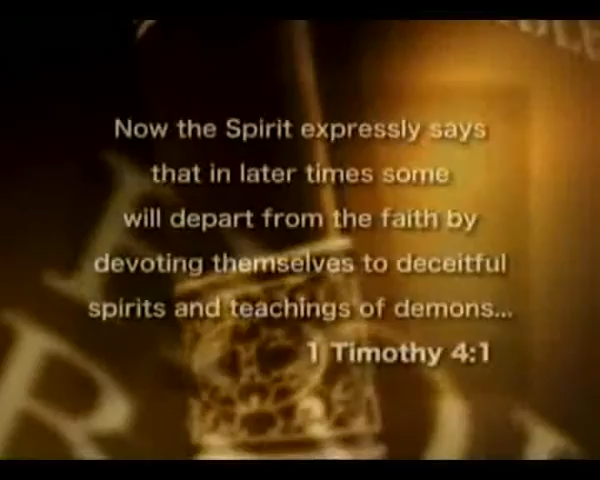 Now the Spirit expressly says
that in later times some
will depart from the faith by
devoting themselves to deceitful
spirits and teachings of demons...
1 Timothy 4:1